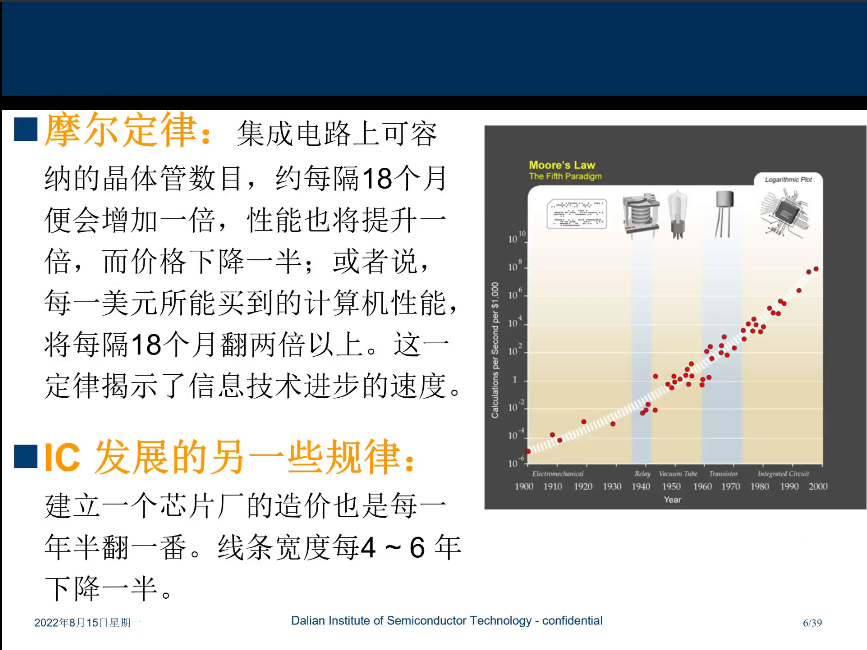 摩尔定律：集成电路上可容
纳的晶体管数目，约每隔18个月
便会增加一倍，性能也将提升一
倍，而价格下降一半；或者说，
每一美元所能买到的计算机性能，
将每隔18个月翻两倍以上。这一
定律揭示了信息技术进步的速度。
IC 发展的另一些规律：
建立一个芯片厂的造价也是每一
年半翻一番。线条宽度每4 ~ 6 年
下降一半。
Moore's Law
The Fifth Paradigm
Logarithmic Plot
Calculations per Second per $1,000
10^10
10^8
10^6
10^4
10^2
1
10^-2
10^-4
10^-6
Electromechanical Relay Vacuum Tube Transistor Integrated Circuit
1900 1910 1920 1930 1940 1950 1960 1970 1980 1990 2000
Year
2022年8月15日星期一
Dalian Institute of Semiconductor Technology - confidential
6/39